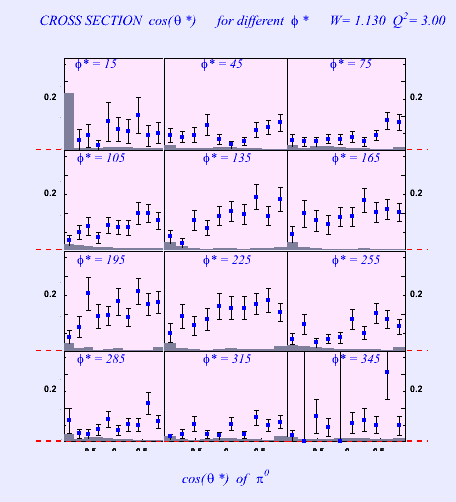 CROSS SECTION cos(θ*) for different ϕ* W= 1.130 Q²= 3.00
ϕ* = 15 ϕ* = 45 ϕ* = 75
0.2 0.2
ϕ* = 105 ϕ* = 135 ϕ* = 165
0.2 0.2
ϕ* = 195 ϕ* = 225 ϕ* = 255
0.2 0.2
ϕ* = 285 ϕ* = 315 ϕ* = 345
0.2 0.2
cos(θ*) of π⁰